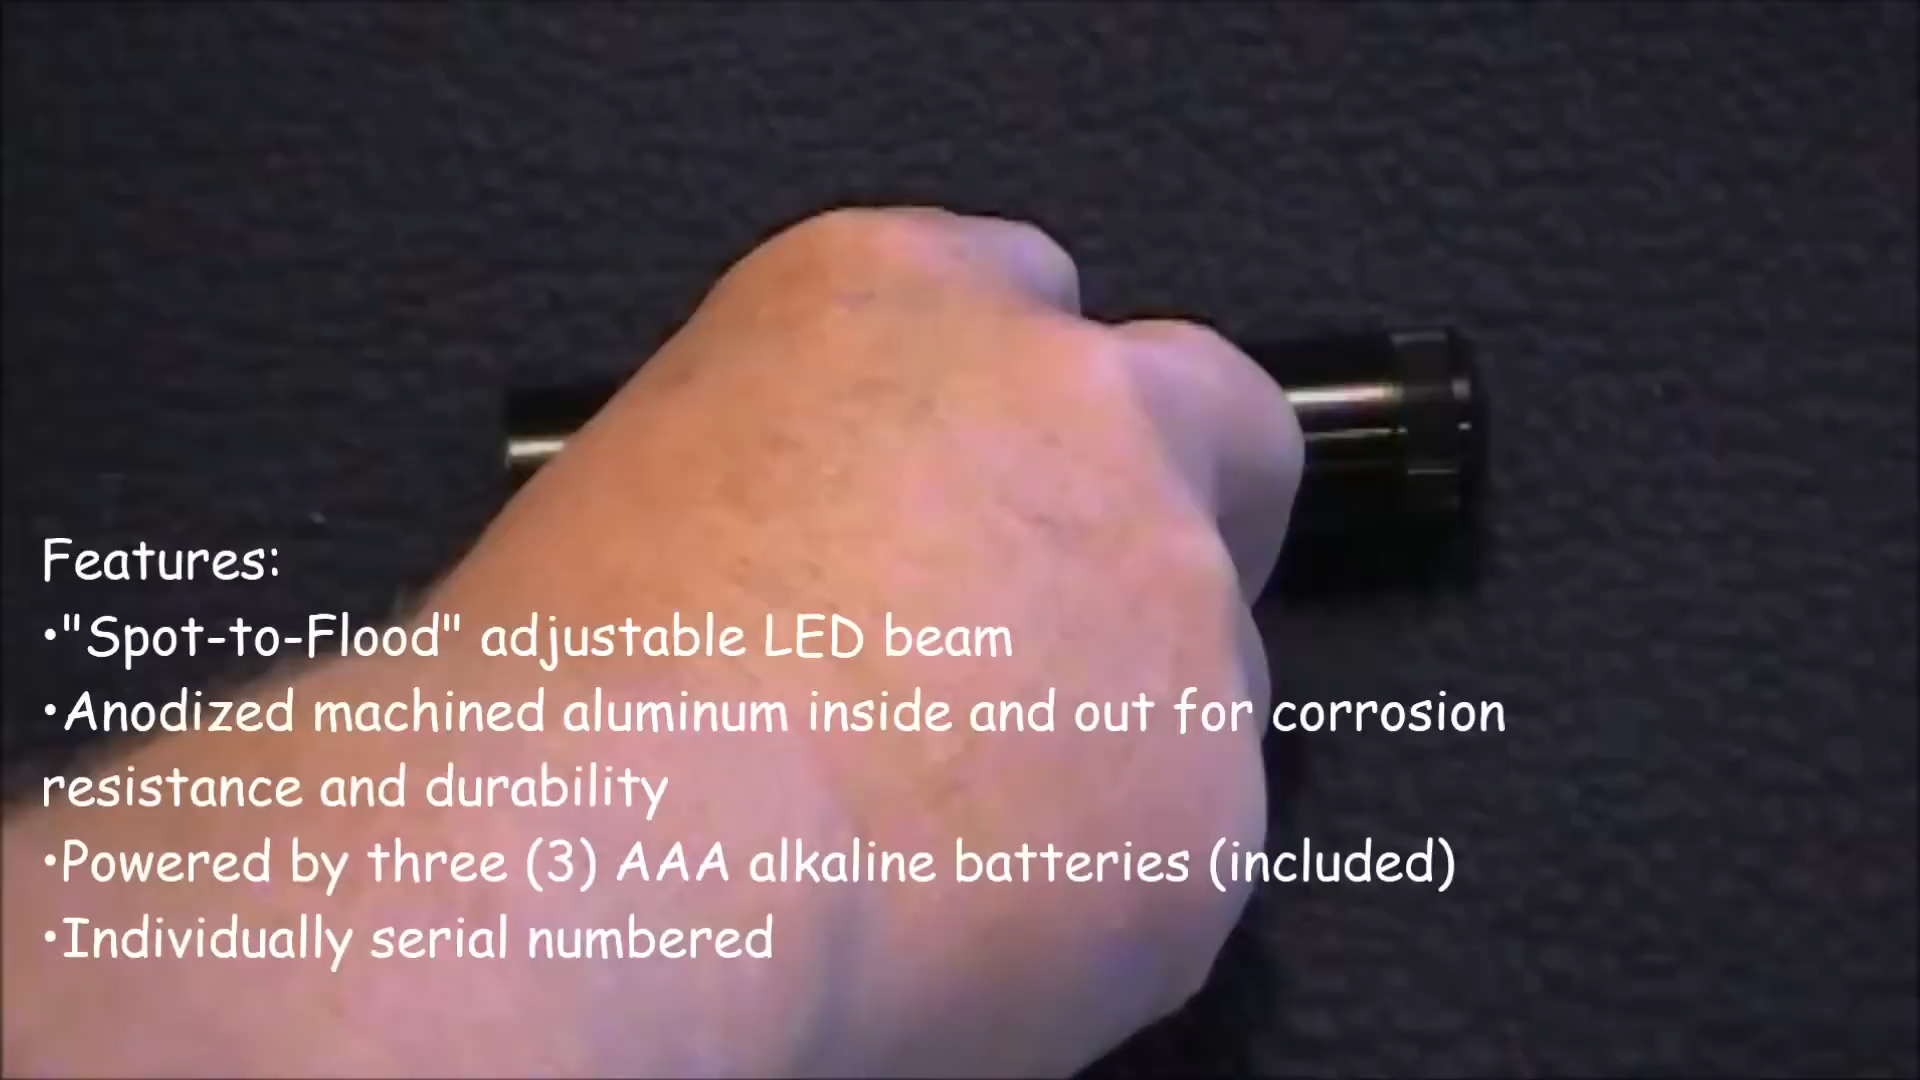 Features:
•"Spot-to-Flood" adjustable LED beam
•Anodized machined aluminum inside and out for corrosion
resistance and durability
•Powered by three (3) AAA alkaline batteries (included)
•Individually serial numbered